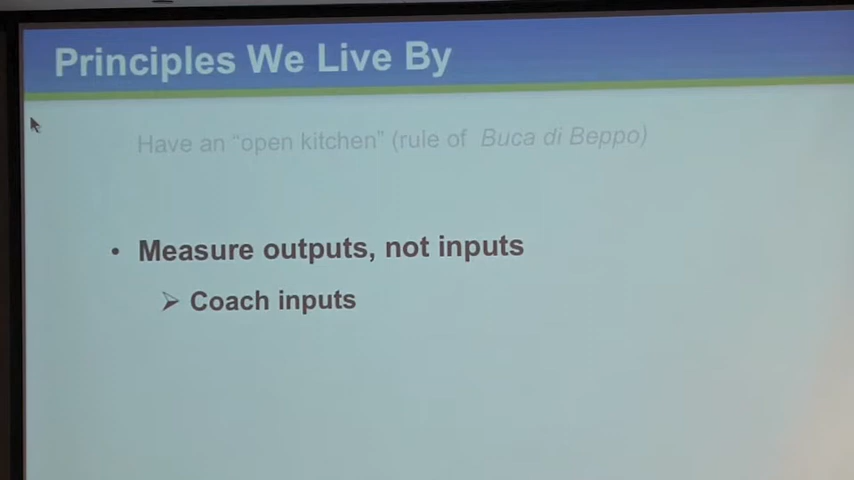 Principles We Live By
Have an “open kitchen” (rule of Buca di Beppo)
• Measure outputs, not inputs
➢ Coach inputs